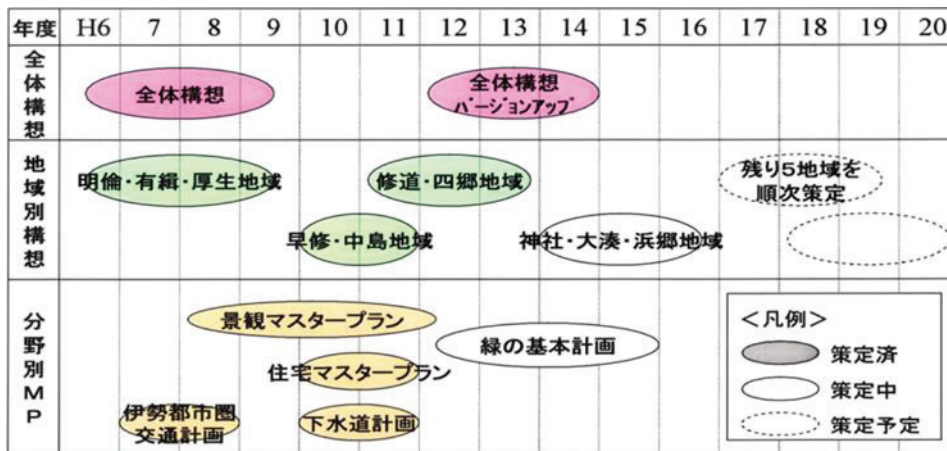 年度 H6 7 8 9 10 11 12 13 14 15 16 17 18 19 20
全体構想
全体構想
全体構想
バージョンアップ
地域別構想
明倫・有緝・厚生地域
修道・四郷地域
残り5地域を
順次策定
早修・中島地域
神社・大湊・浜郷地域
分野別MP
景観マスタープラン
緑の基本計画
住宅マスタープラン
伊勢都市圏
交通計画
下水道計画
<凡例>
策定済
策定中
策定予定